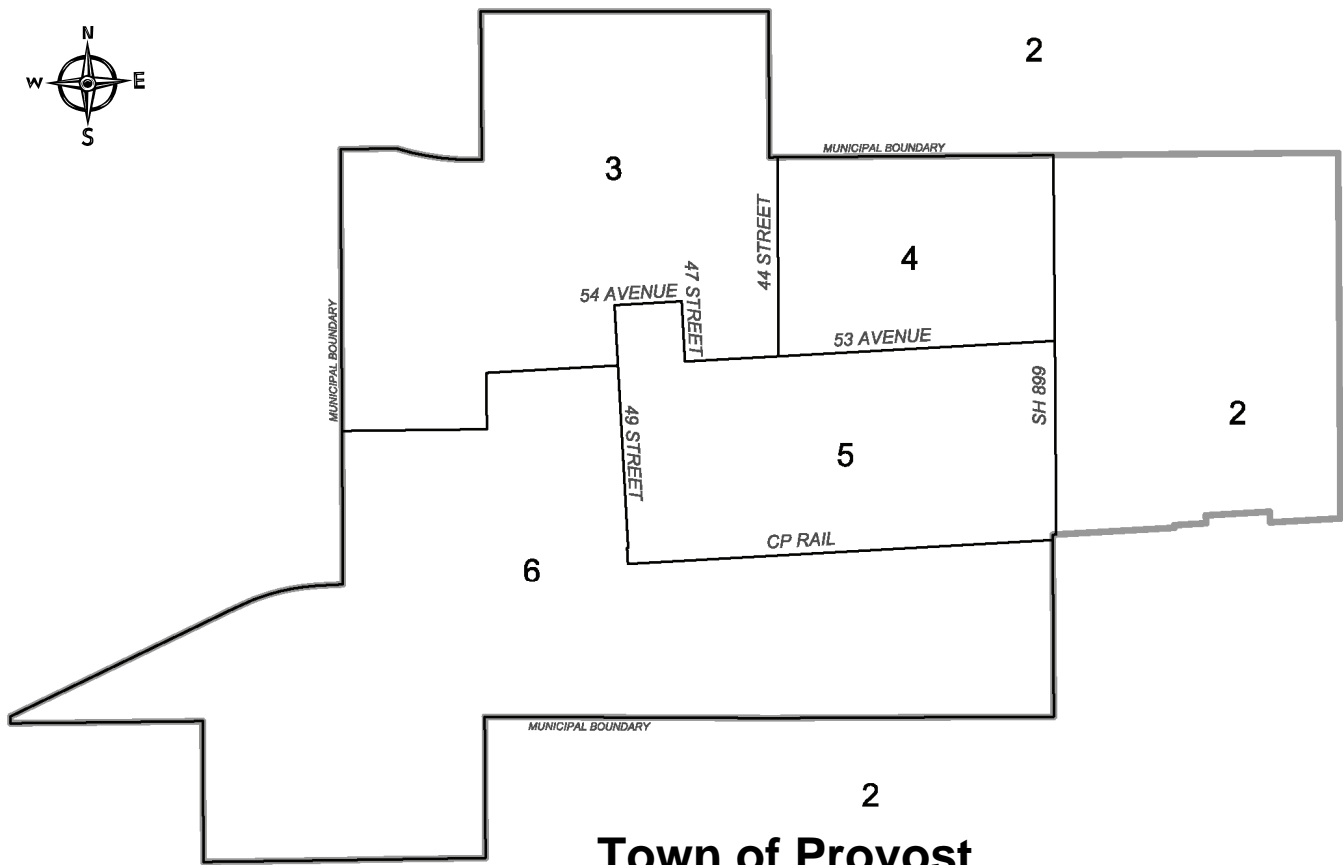 N
W E
S
2
MUNICIPAL BOUNDARY
3
44 STREET
4
47 STREET
54 AVENUE
53 AVENUE
MUNICIPAL BOUNDARY
SH 899
2
49 STREET
5
CP RAIL
6
MUNICIPAL BOUNDARY
2
Town of Provost